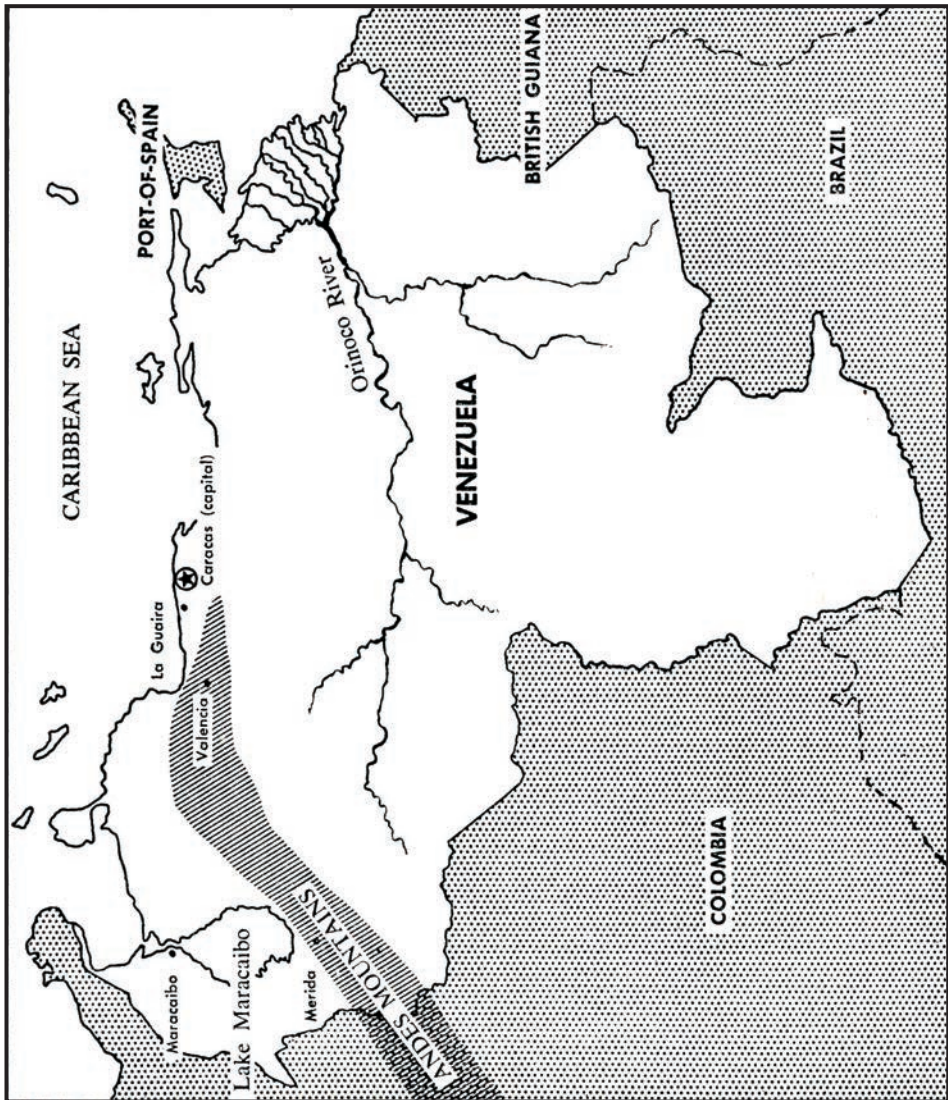 CARIBBEAN SEA
PORT-OF-SPAIN
La Guaira
Caracas (capital)
Valencia
Maracaibo
Lake Maracaibo
Merida
ANDES MOUNTAINS
Orinoco River
VENEZUELA
BRITISH GUIANA
COLOMBIA
BRAZIL